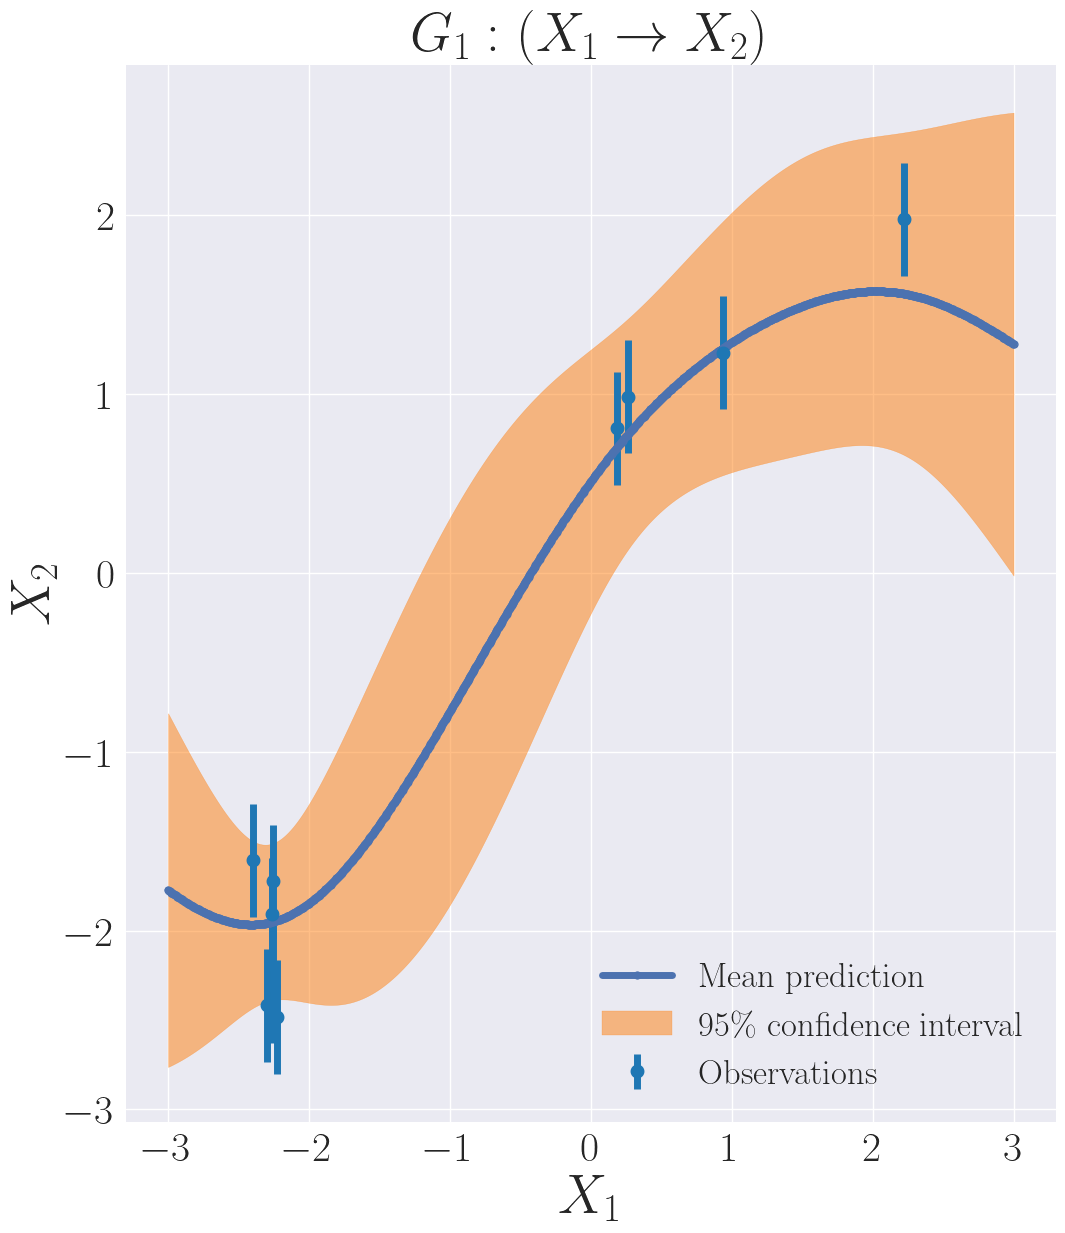 G₁ : (X₁ → X₂)
X₂
2
1
0
−1
−2
−3
Mean prediction
95% confidence interval
Observations
−3 −2 −1 0 1 2 3
X₁